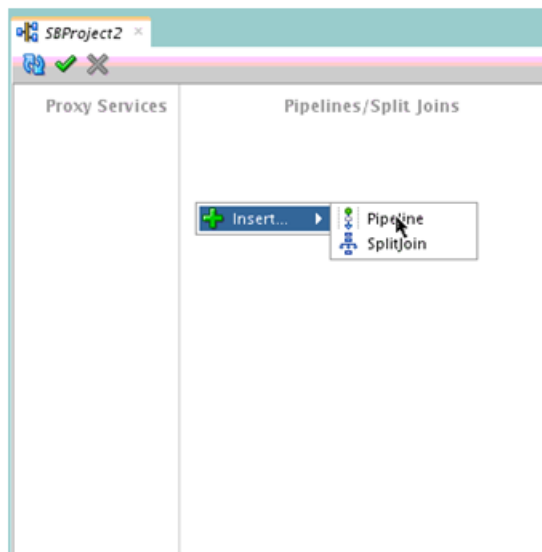 SBProject2
Proxy Services
Pipelines/Split Joins
Insert...
Pipeline
SplitJoin